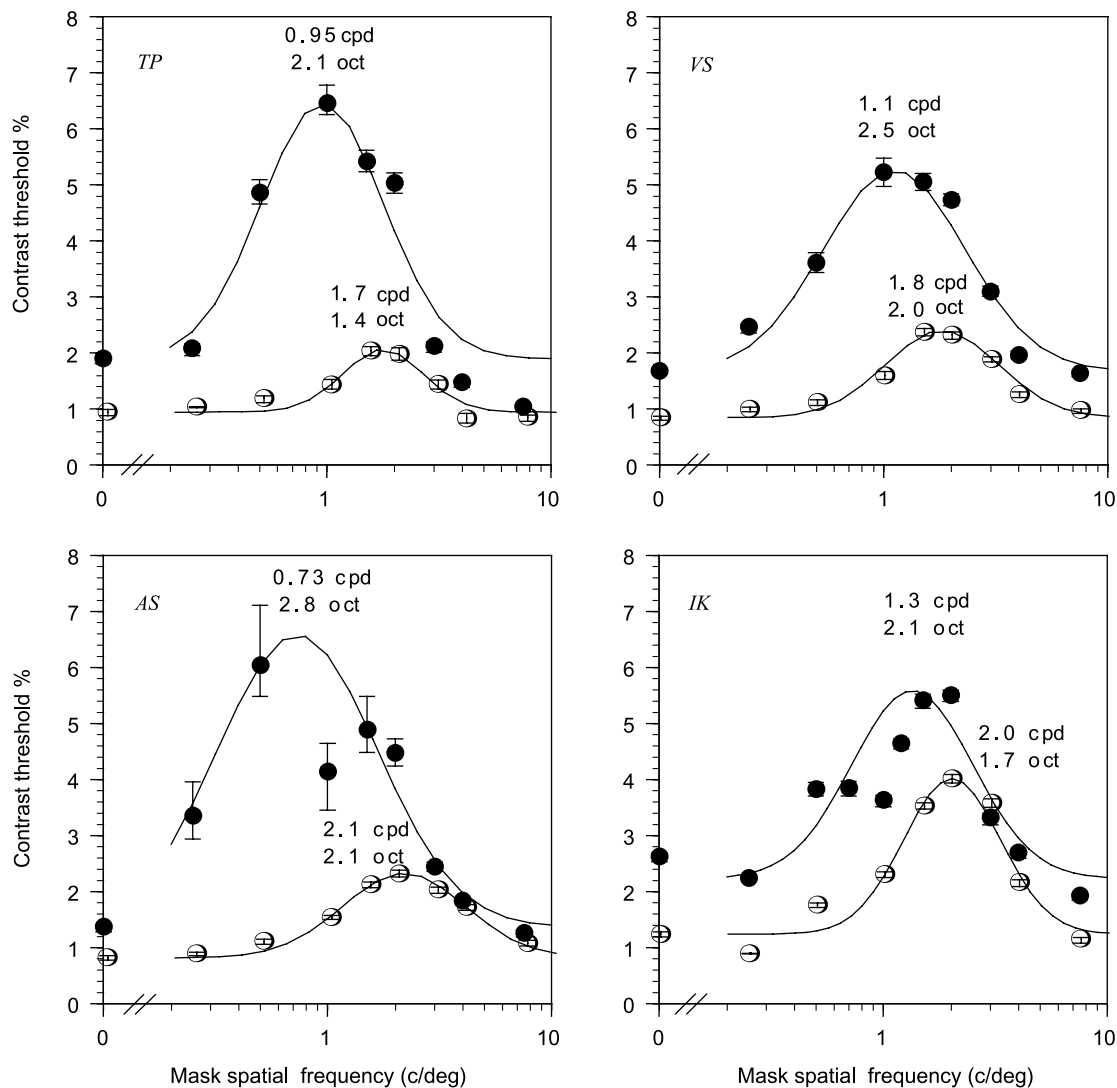 8
7
6
5
4
3
2
1
0
Contrast threshold %
TP
0.95 cpd
2.1 oct
1.7 cpd
1.4 oct
0
1
10
8
7
6
5
4
3
2
1
0
VS
1.1 cpd
2.5 oct
1.8 cpd
2.0 oct
0
1
10
8
7
6
5
4
3
2
1
0
Contrast threshold %
AS
0.73 cpd
2.8 oct
2.1 cpd
2.1 oct
0
1
10
Mask spatial frequency (c/deg)
8
7
6
5
4
3
2
1
0
IK
1.3 cpd
2.1 oct
2.0 cpd
1.7 oct
0
1
10
Mask spatial frequency (c/deg)